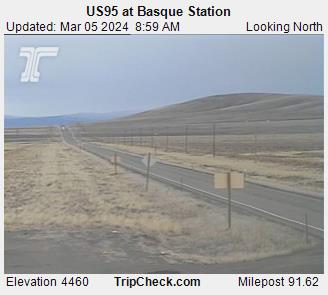 US95 at Basque Station
Updated: Mar 05 2024 8:59 AM Looking North
Elevation 4460 TripCheck.com Milepost 91.62